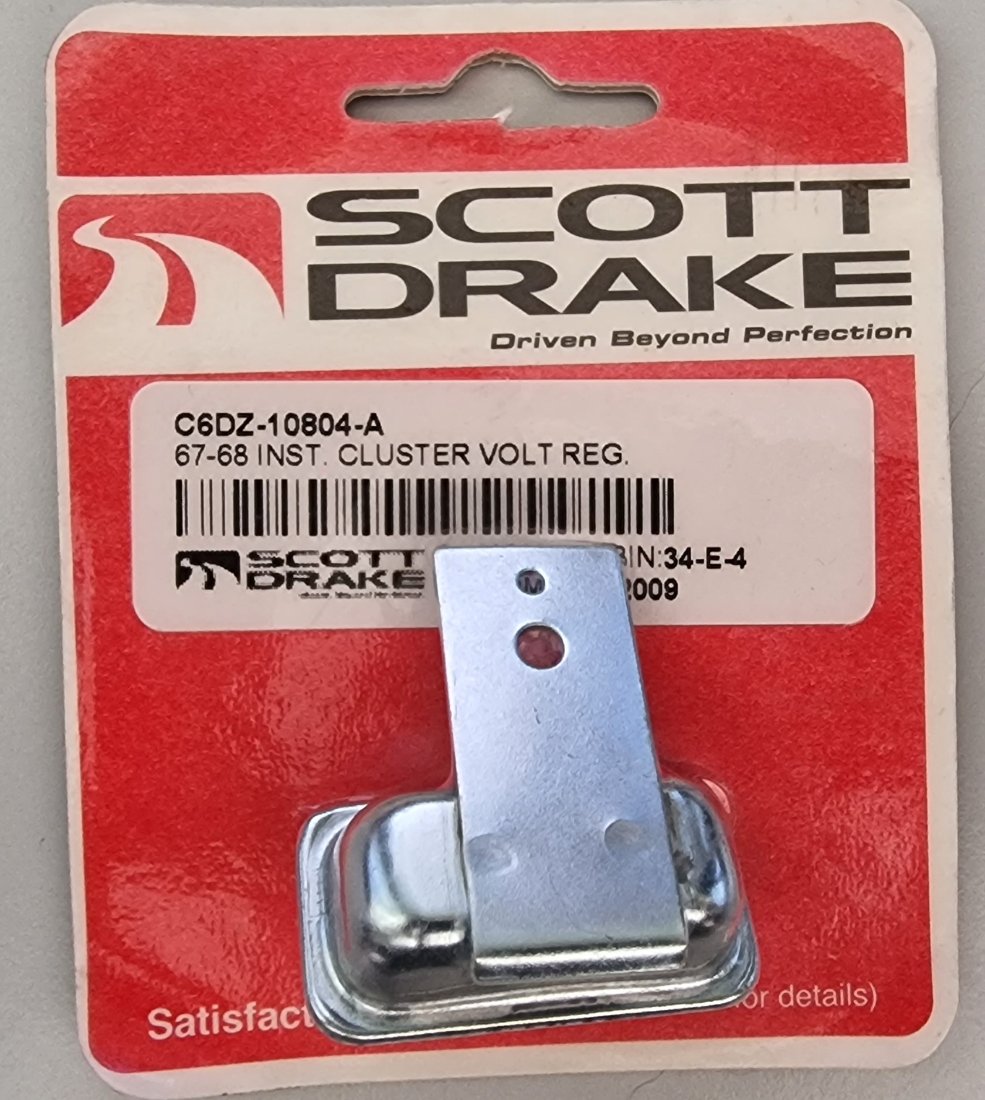 SCOTT
DRAKE
Driven Beyond Perfection
C6DZ-10804-A
67-68 INST. CLUSTER VOLT REG.
SCOTT
DRAKE
BIN:34-E-4
M
2009
Satisfact
for details)